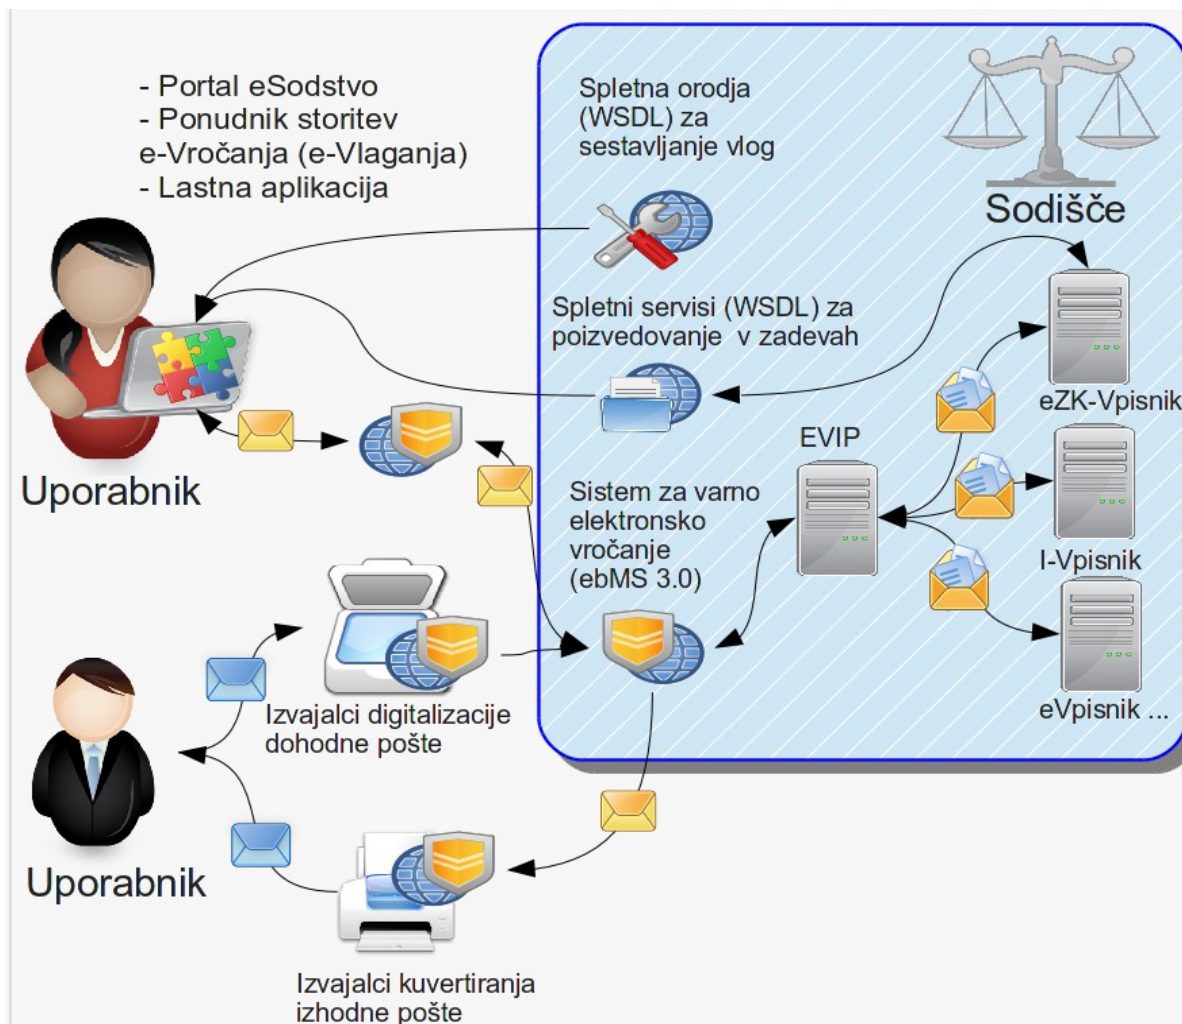 - Portal eSodstvo
- Ponudnik storitev
e-Vročanja (e-Vlaganja)
- Lastna aplikacija
Spletna orodja
(WSDL) za
sestavljanje vlog
Sodišče
Spletni servisi (WSDL) za
poizvedovanje v zadevah
eZK-Vpisnik
EVIP
Uporabnik
Sistem za varno
elektronsko
vročanje
(ebMS 3.0)
I-Vpisnik
eVpisnik ...
Izvajalci digitalizacije
dohodne pošte
Uporabnik
Izvajalci kuvertiranja
izhodne pošte